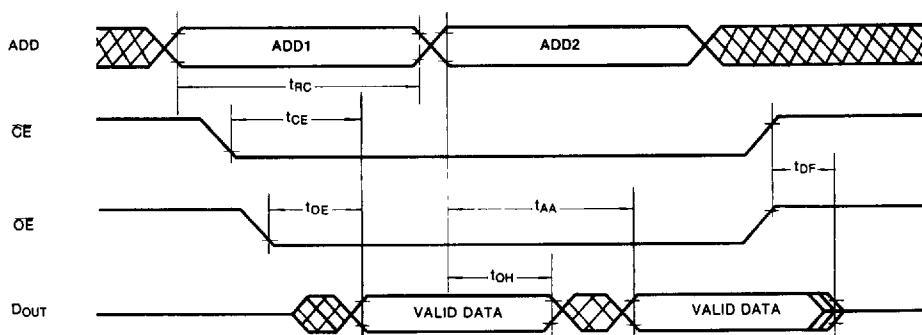 ADD
ADD1
ADD2
tRC
CE
tCE
tDF
OE
tOE
tAA
tOH
DOUT
VALID DATA
VALID DATA